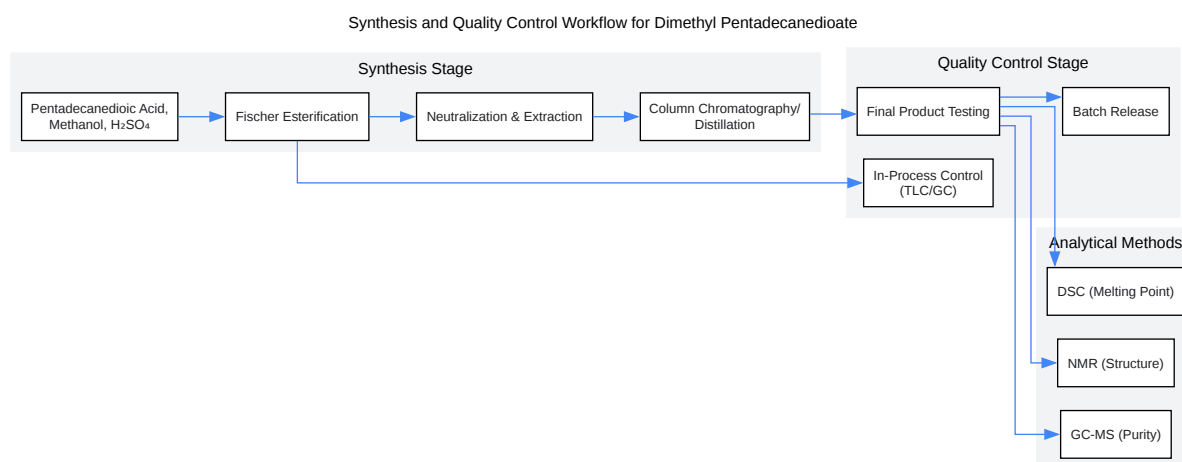 Synthesis and Quality Control Workflow for Dimethyl Pentadecanedioate
Synthesis Stage
Pentadecanedioic Acid,
Methanol, H₂SO₄
Fischer Esterification
Neutralization & Extraction
Column Chromatography/
Distillation
Quality Control Stage
Final Product Testing
Batch Release
In-Process Control
(TLC/GC)
Analytical Methods
DSC (Melting Point)
NMR (Structure)
GC-MS (Purity)